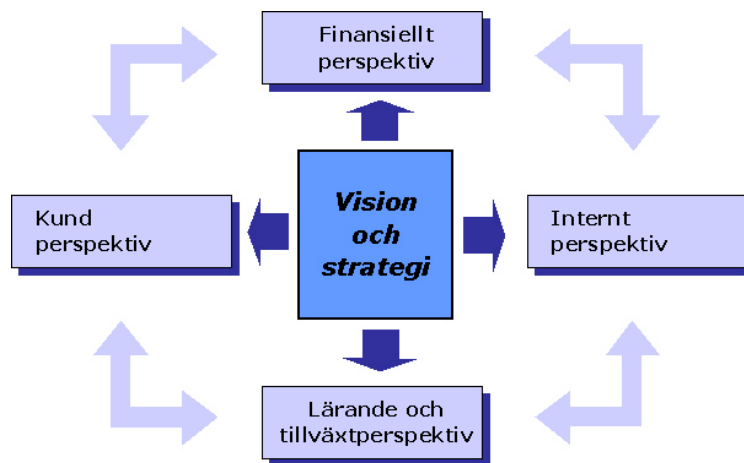 Finansiellt
perspektiv
Kund
perspektiv
Vision
och
strategi
Internt
perspektiv
Lärande och
tillväxtperspektiv